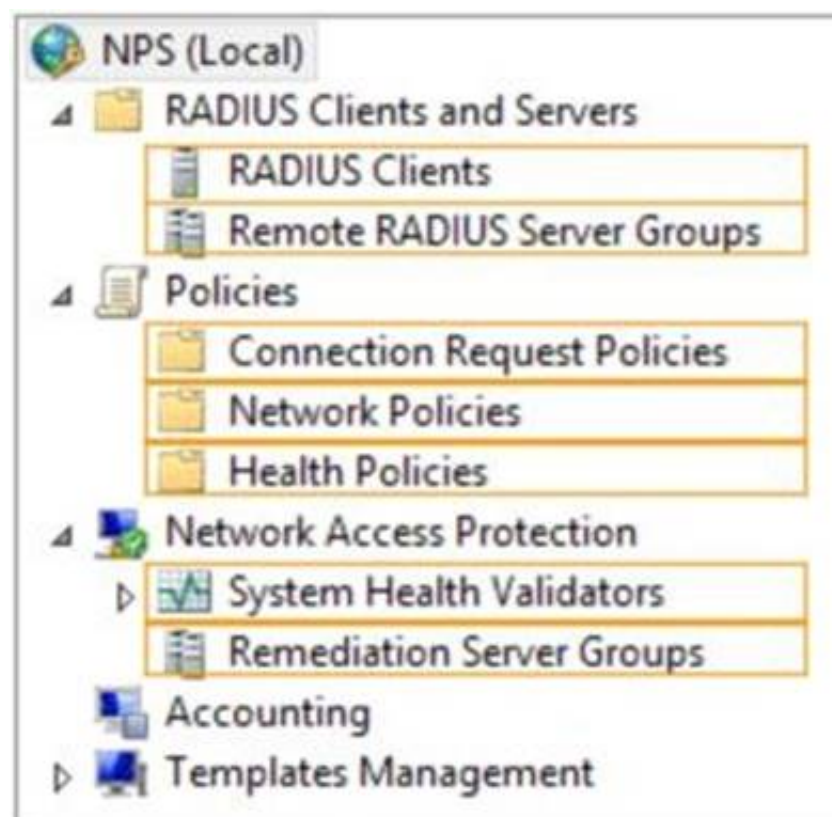 NPS (Local)
RADIUS Clients and Servers
RADIUS Clients
Remote RADIUS Server Groups
Policies
Connection Request Policies
Network Policies
Health Policies
Network Access Protection
System Health Validators
Remediation Server Groups
Accounting
Templates Management